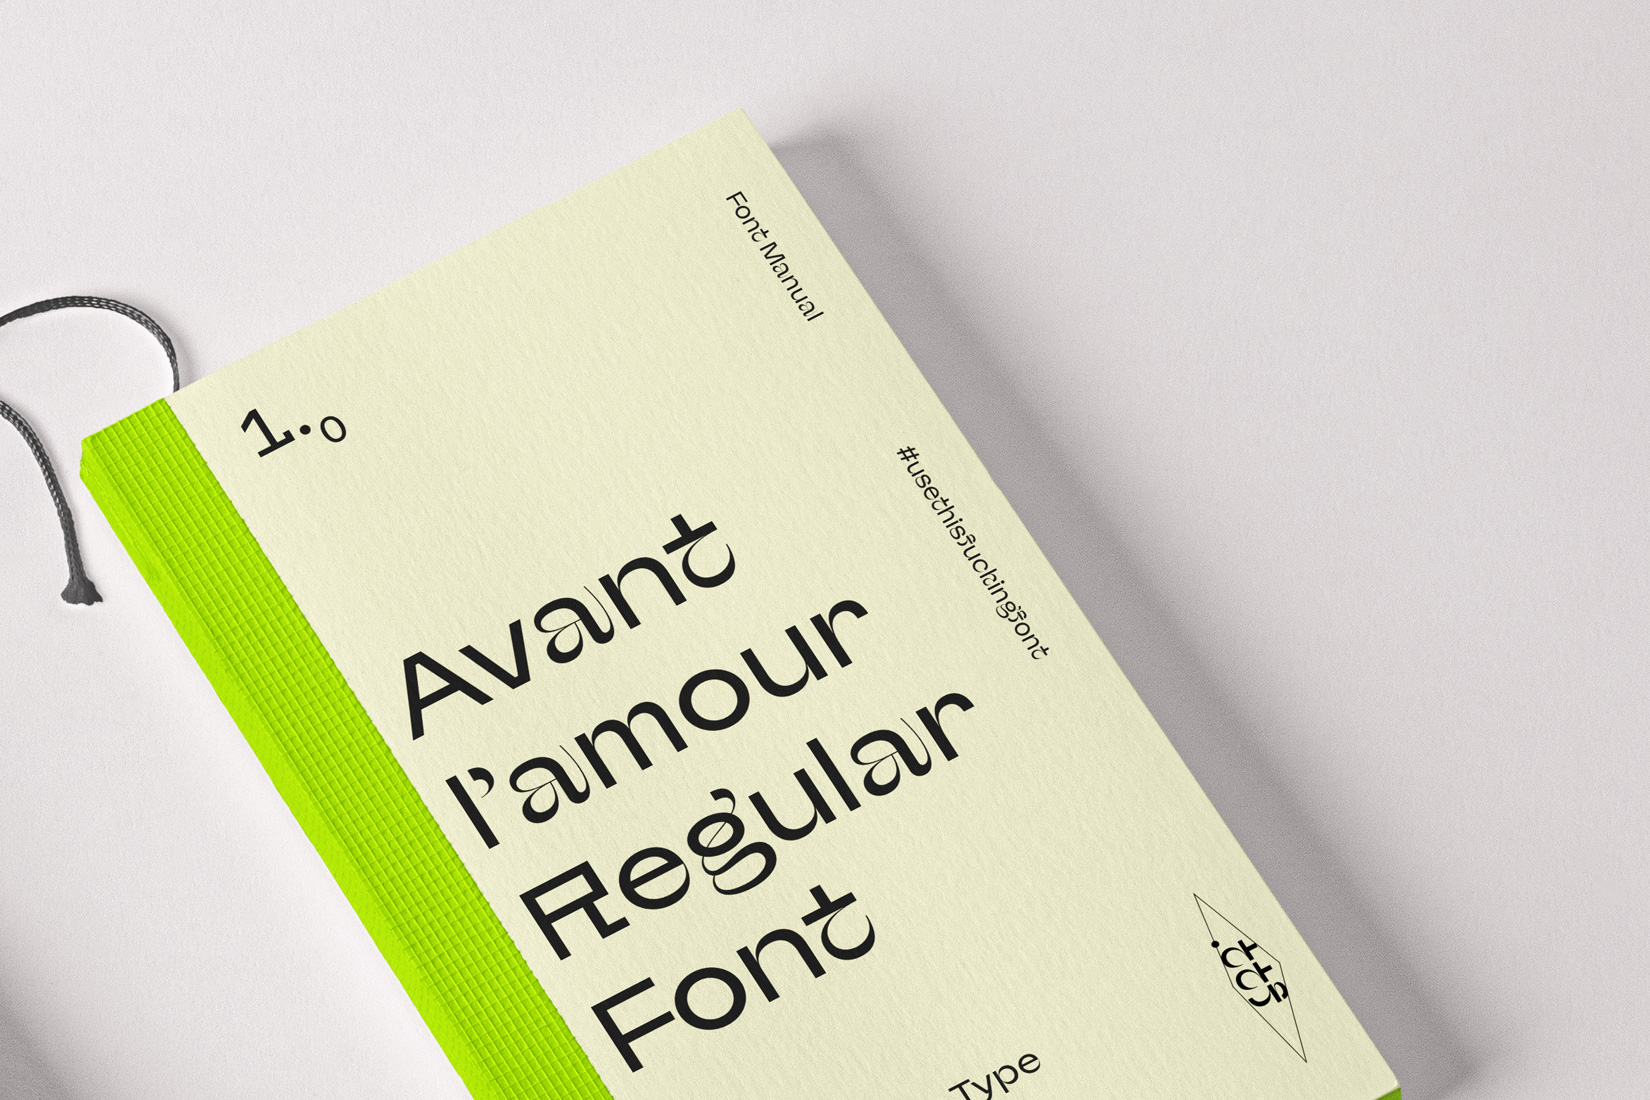 Font Manual
1.0
#usethisfuckingfont
Avant
l'amour
Regular
Font
Type